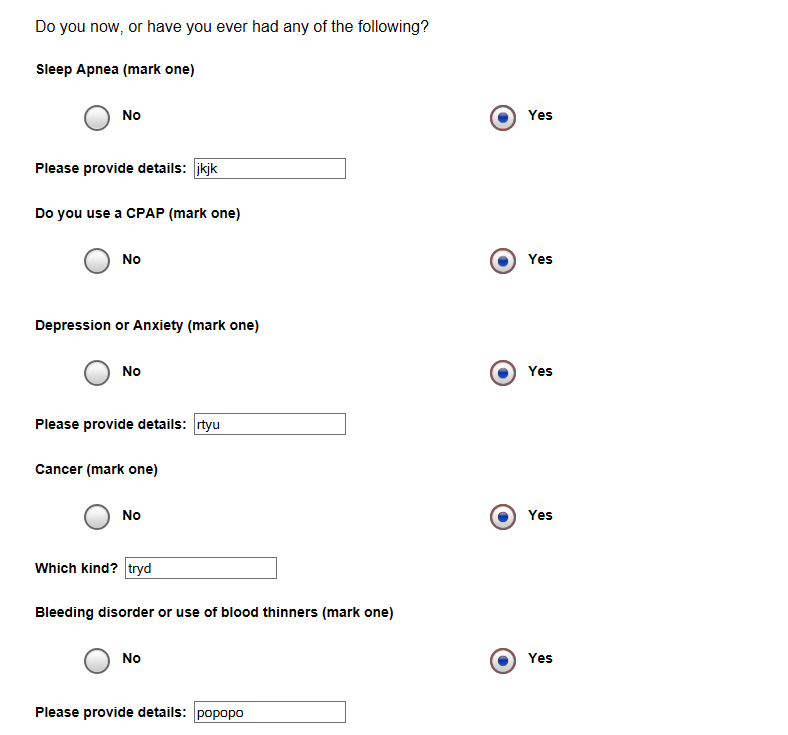 Do you now, or have you ever had any of the following?
Sleep Apnea (mark one)
No Yes
Please provide details: jkjk
Do you use a CPAP (mark one)
No Yes
Depression or Anxiety (mark one)
No Yes
Please provide details: rtyu
Cancer (mark one)
No Yes
Which kind? tryd
Bleeding disorder or use of blood thinners (mark one)
No Yes
Please provide details: popopo